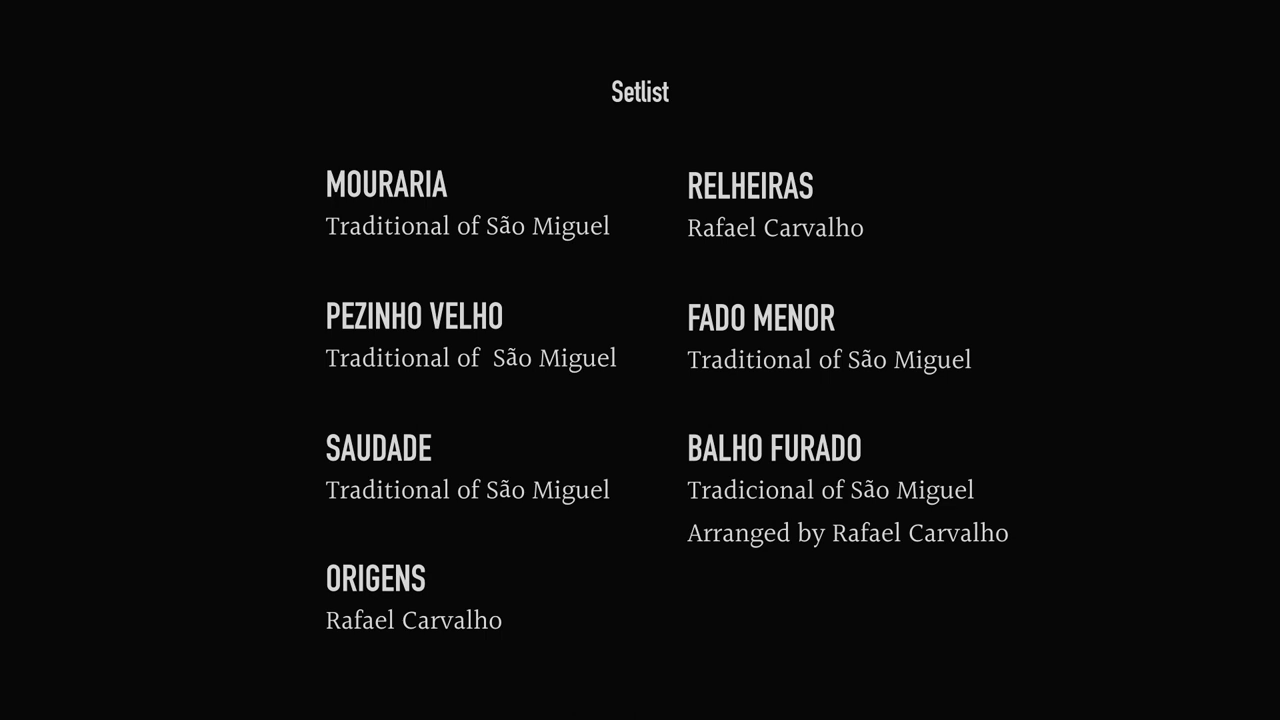 Setlist
MOURARIA
Traditional of São Miguel
PEZINHO VELHO
Traditional of  São Miguel
SAUDADE
Traditional of São Miguel
ORIGENS
Rafael Carvalho
RELHEIRAS
Rafael Carvalho
FADO MENOR
Traditional of São Miguel
BALHO FURADO
Tradicional of São Miguel
Arranged by Rafael Carvalho